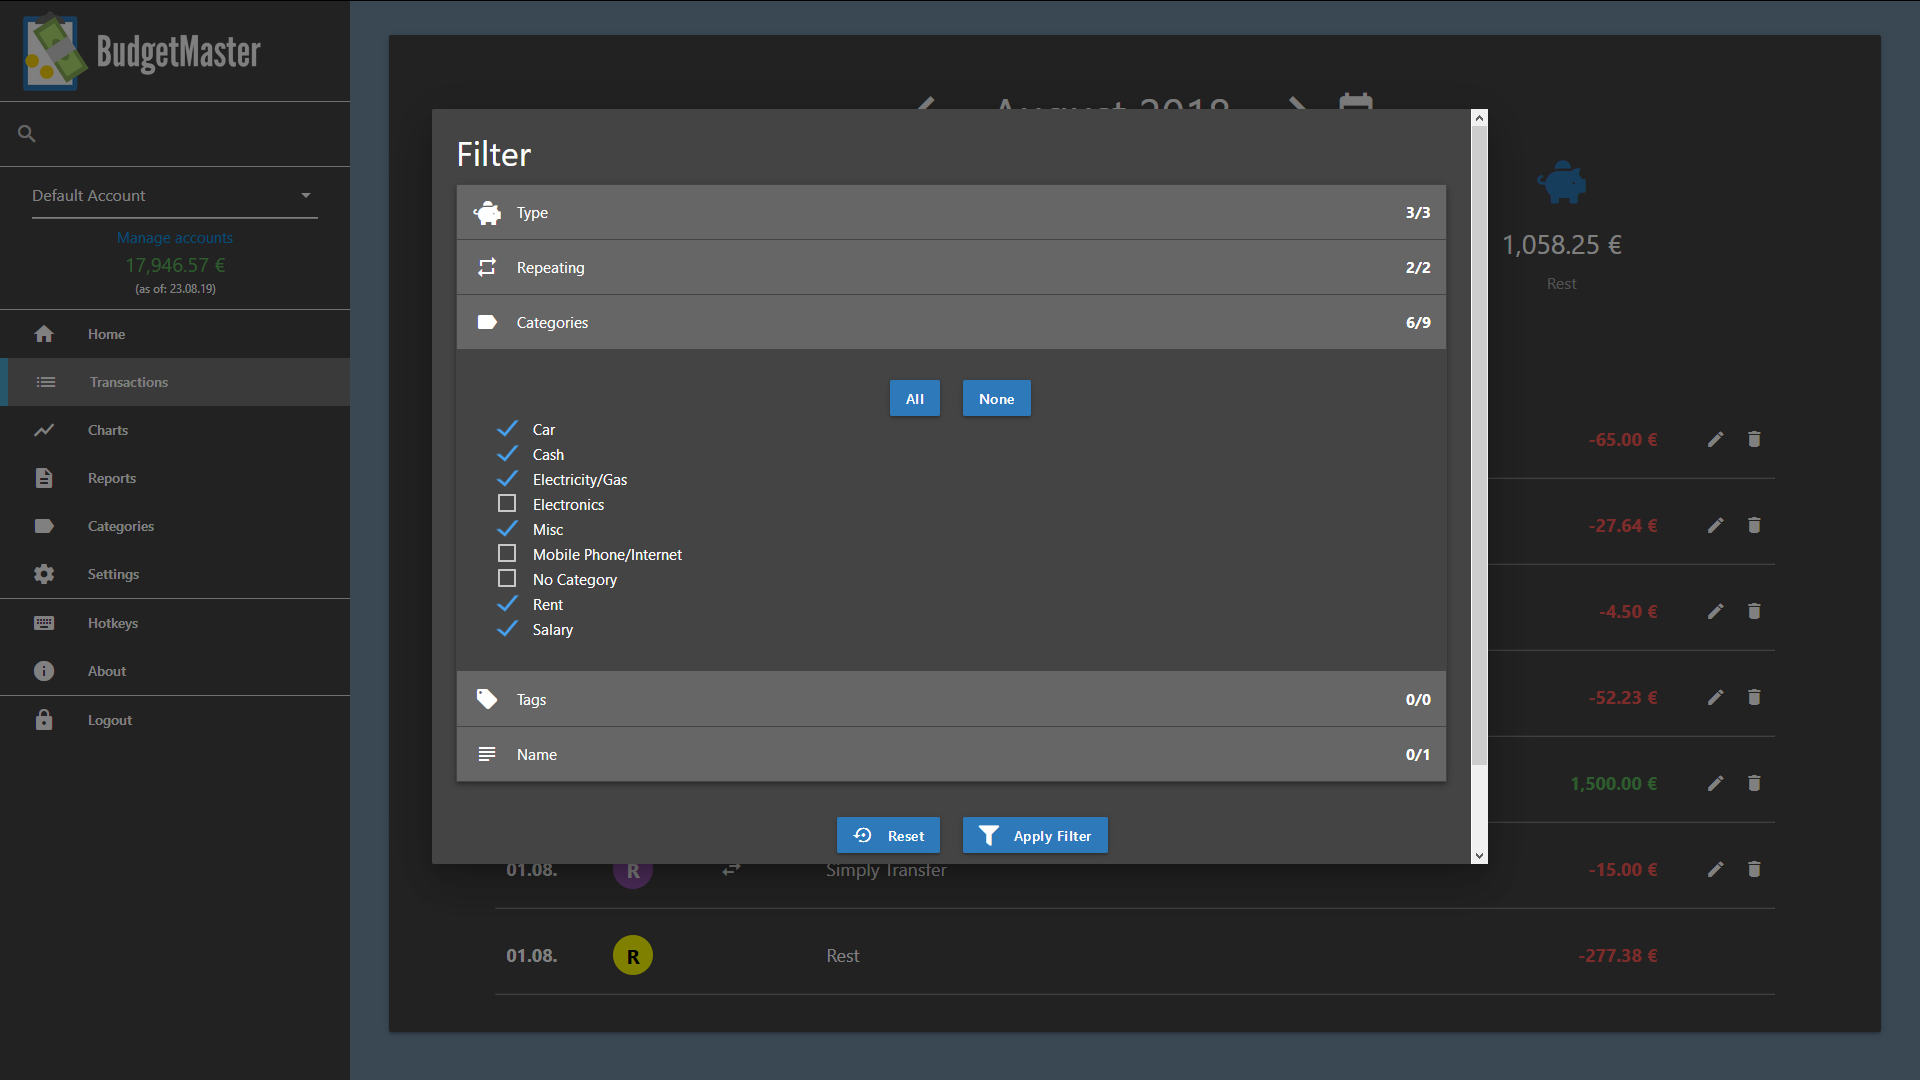 BudgetMaster
Default Account
Manage accounts
17,946.57 €
(as of: 23.08.19)
Home
Transactions
Charts
Reports
Categories
Settings
Hotkeys
About
Logout
August 2018
1,058.25 €
Rest
Filter
Type 3/3
Repeating 2/2
Categories 6/9
All None
Car
Cash
Electricity/Gas
Electronics
Misc
Mobile Phone/Internet
No Category
Rent
Salary
Tags 0/0
Name 0/1
Reset Apply Filter
-65.00 €
-27.64 €
-4.50 €
-52.23 €
1,500.00 €
01.08. R Simply Transfer -15.00 €
01.08. R Rest -277.38 €